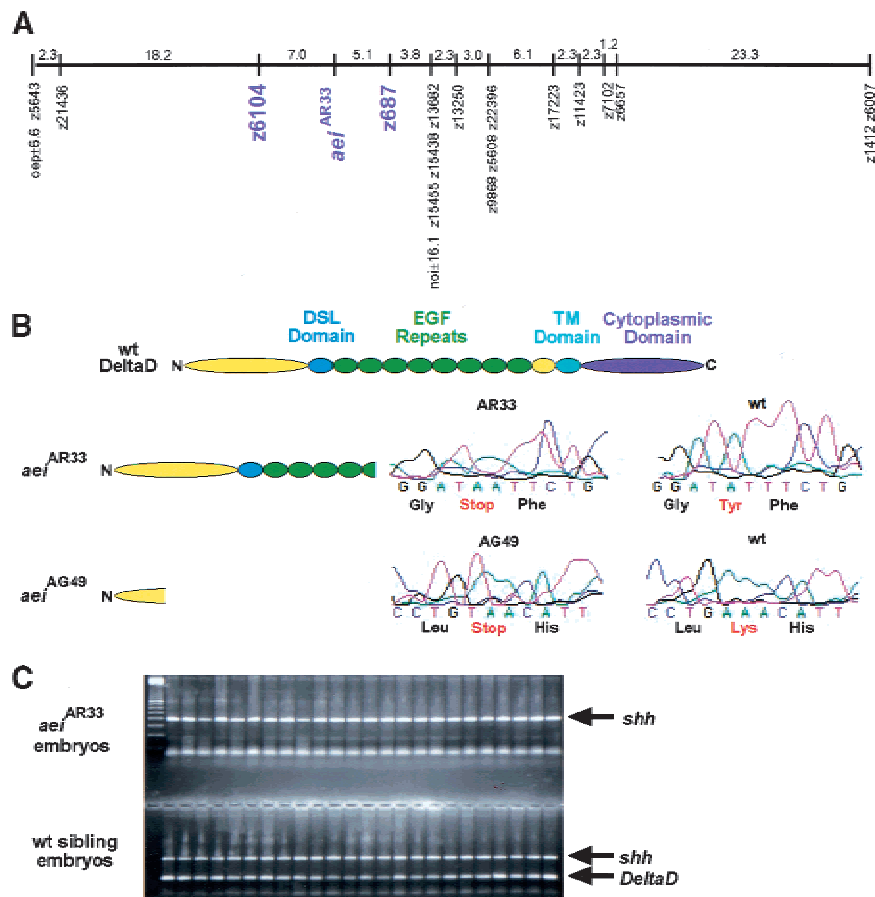 A
2.3 18.2 7.0 5.1 3.8 2.3 3.0 6.1 2.3 2.3 1.2 23.3
oep±6.6 z5643
z21436
z6104
aei AR33
z687
noi±16.1 z15455 z15438 z13682
z13250
z9868 z5608 z22396
z17223
z11423
z7102
z6657
z1412 z6007
B
DSL Domain
EGF Repeats
TM Domain
Cytoplasmic Domain
wt DeltaD N C
AR33 wt
aei AR33 N
G G A T A A T T C T G
G G A T A T T T C T G
Gly Stop Phe
Gly Tyr Phe
AG49 wt
aei AG49 N
C C T G T A A C A T T
C C T G A A A C A T T
Leu Stop His
Leu Lys His
C
aei AR33 embryos
shh
wt sibling embryos
shh
DeltaD